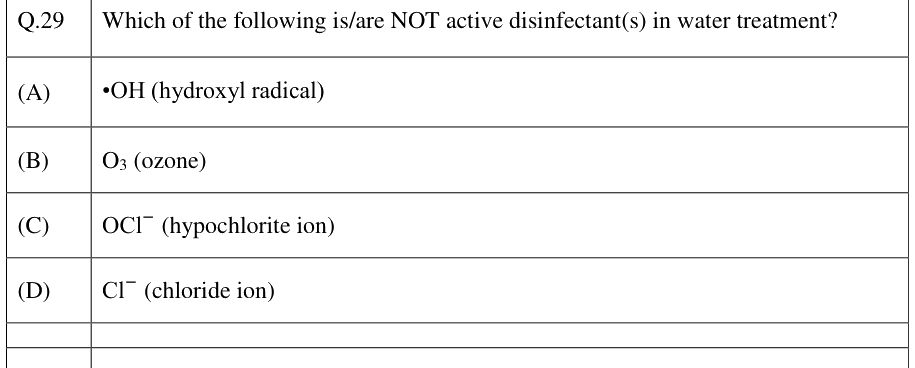 Q.29 Which of the following is/are NOT active disinfectant(s) in water treatment?
(A) •OH (hydroxyl radical)
(B) O₃ (ozone)
(C) OCl⁻ (hypochlorite ion)
(D) Cl⁻ (chloride ion)